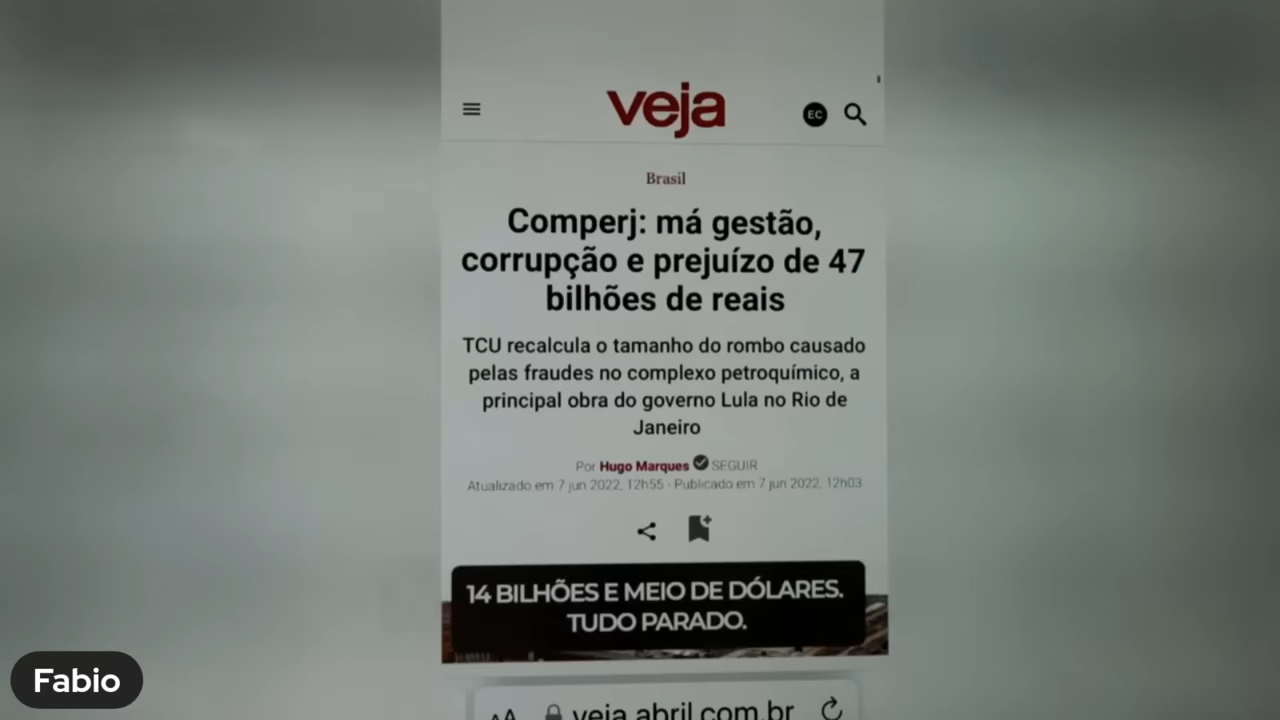 veja
EC
Brasil
Comperj: má gestão,
corrupção e prejuízo de 47
bilhões de reais
TCU recalcula o tamanho do rombo causado
pelas fraudes no complexo petroquímico, a
principal obra do governo Lula no Rio de
Janeiro
Por Hugo Marques SEGUIR
Atualizado em 7 jun 2022, 12h55 - Publicado em 7 jun 2022, 12h03
14 BILHÕES E MEIO DE DÓLARES.
TUDO PARADO.
AA veja.abril.com.br
Fabio